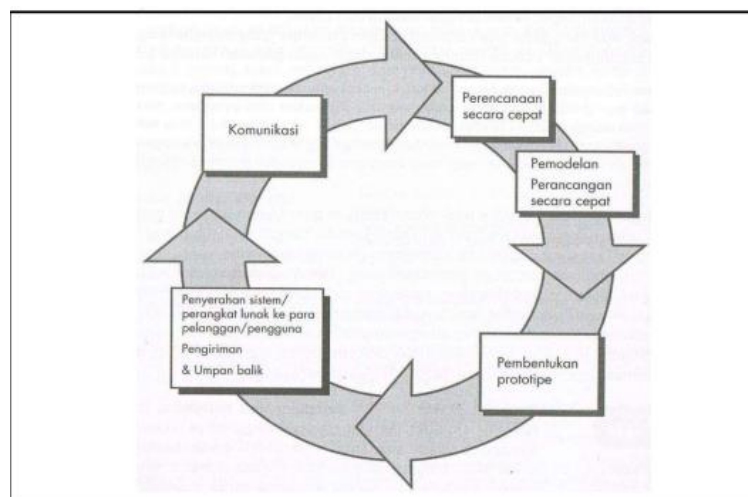 Komunikasi
Perencanaan
secara cepat
Pemodelan
Perancangan
secara cepat
Pembentukan
prototipe
Penyerahan sistem/
perangkat lunak ke para
pelanggan/pengguna
Pengiriman
& Umpan balik